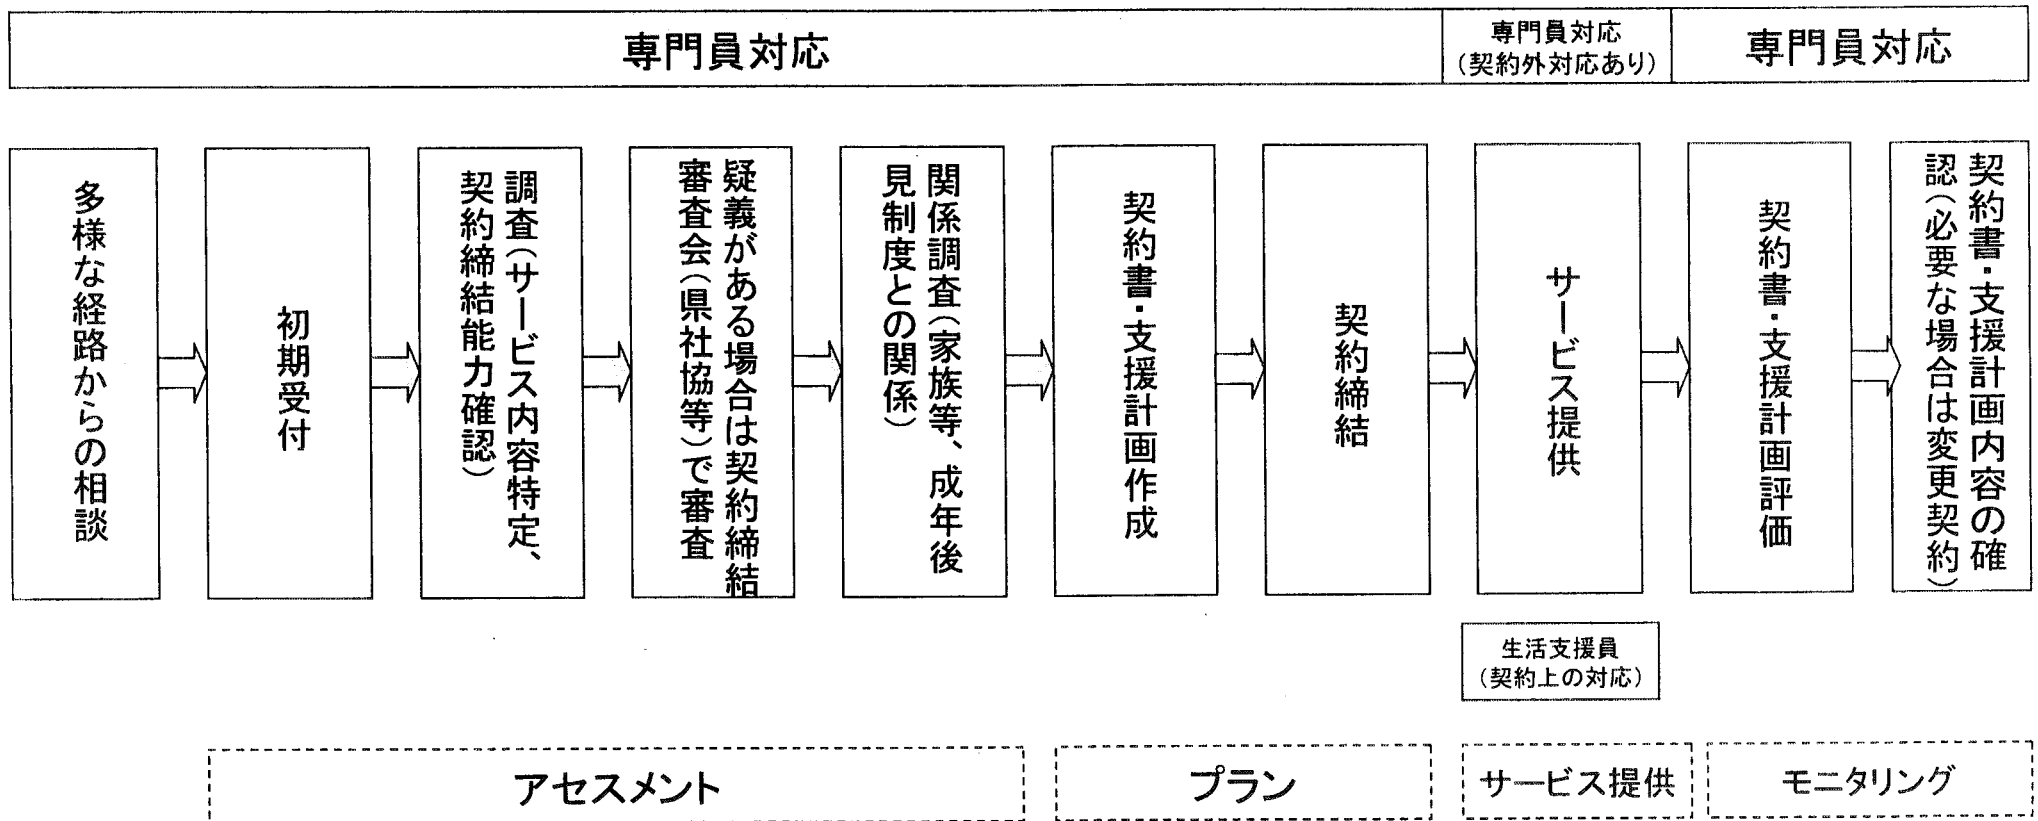 専門員対応
専門員対応
(契約外対応あり)
専門員対応
多様な経路からの相談
初期受付
調査(サービス内容特定、
契約締結能力確認)
疑義がある場合は契約締結
審査会(県社協等)で審査
関係調査(家族等、成年後
見制度との関係)
契約書・支援計画作成
契約締結
サービス提供
契約書・支援計画評価
契約書・支援計画内容の確
認(必要な場合は変更契約)
生活支援員
(契約上の対応)
アセスメント
プラン
サービス提供
モニタリング